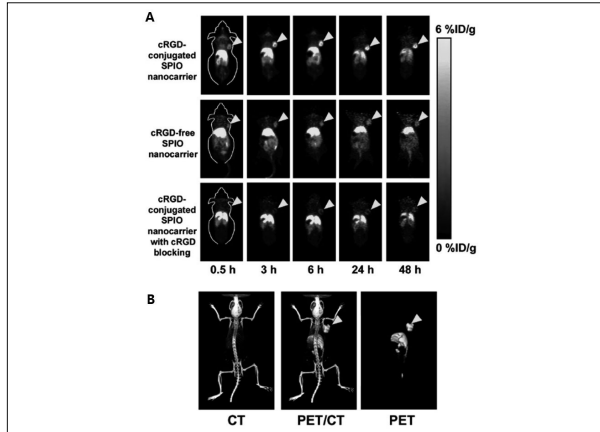 A
6 %ID/g
cRGD-
conjugated
SPIO
nanocarrier
cRGD-free
SPIO
nanocarrier
cRGD-
conjugated
SPIO
nanocarrier
with cRGD
blocking
0 %ID/g
0.5 h 3 h 6 h 24 h 48 h
B
CT PET/CT PET